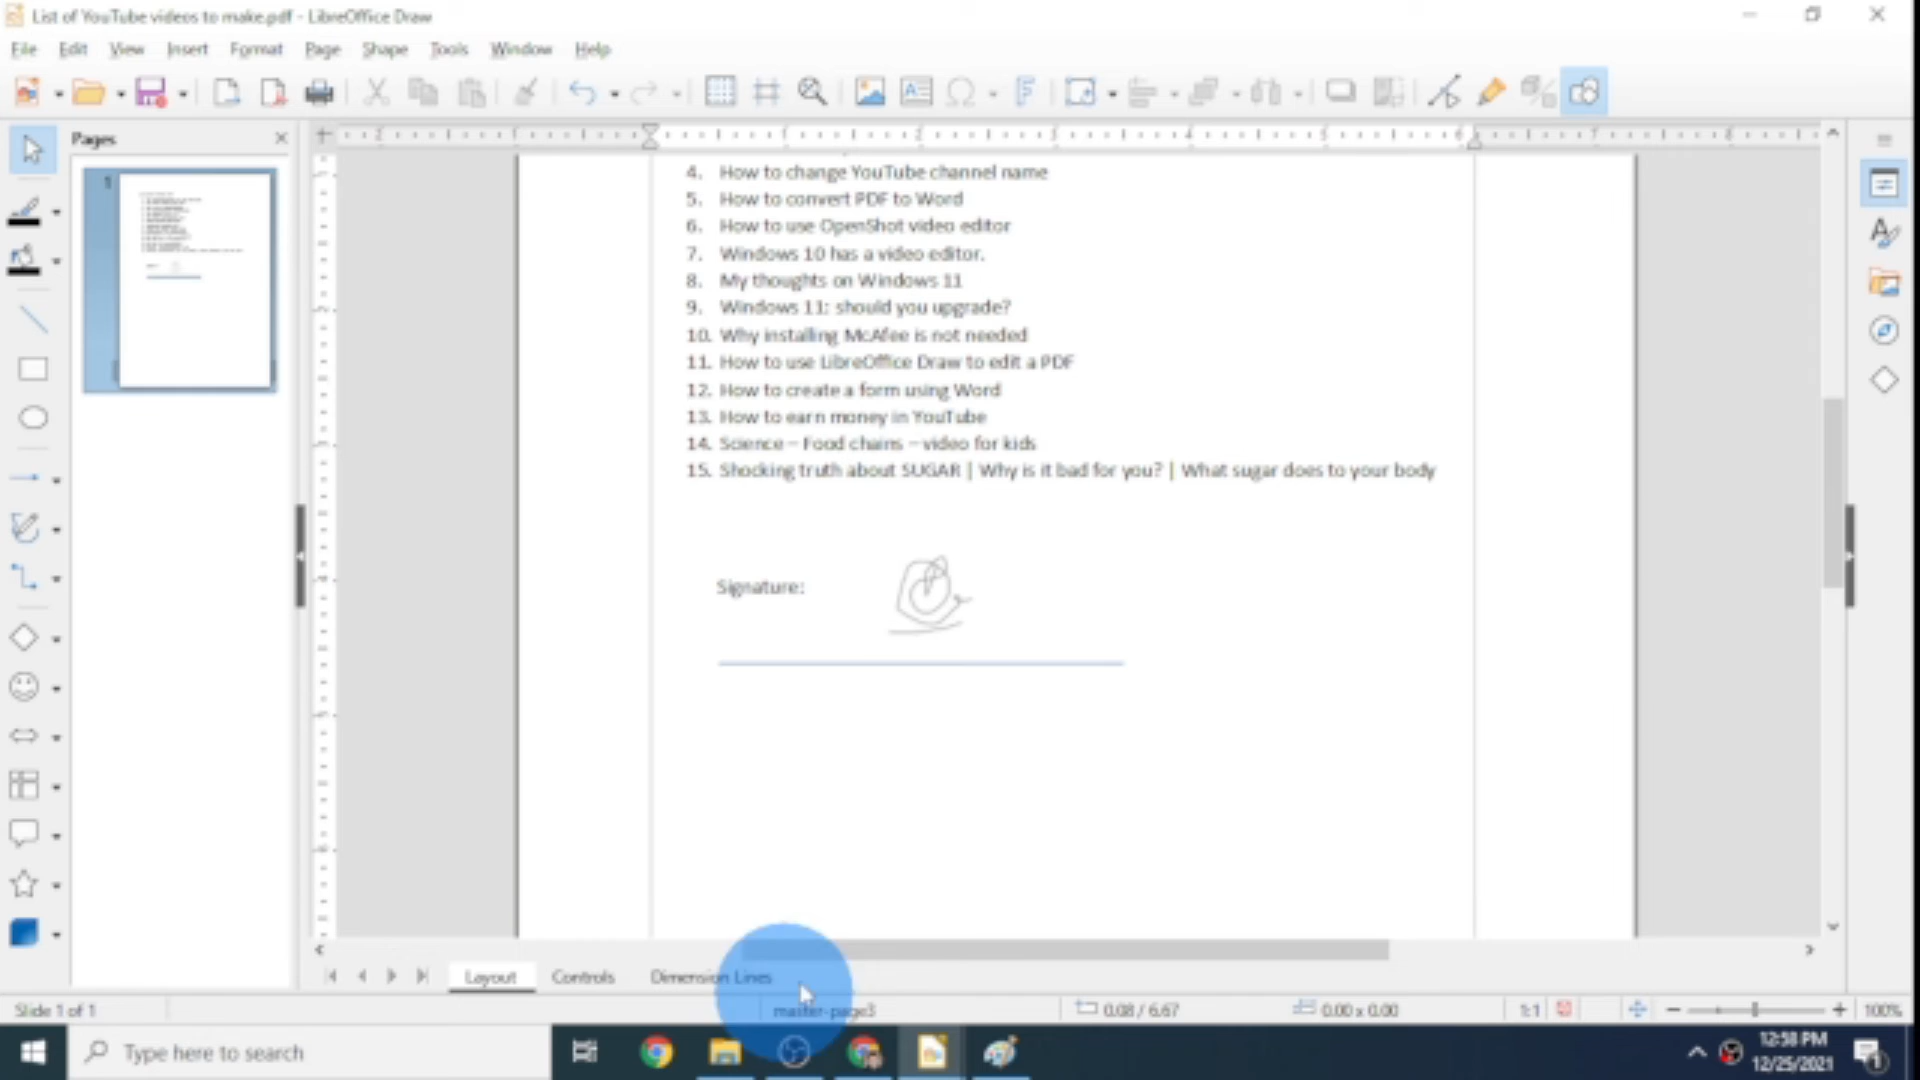 List of YouTube videos to make.pdf - LibreOffice Draw
File Edit View Insert Format Page Shape Tools Window Help
Pages
1
4. How to change YouTube channel name
5. How to convert PDF to Word
6. How to use OpenShot video editor
7. Windows 10 has a video editor.
8. My thoughts on Windows 11
9. Windows 11: should you upgrade?
10. Why installing McAfee is not needed
11. How to use LibreOffice Draw to edit a PDF
12. How to create a form using Word
13. How to earn money in YouTube
14. Science – Food chains – video for kids
15. Shocking truth about SUGAR | Why is it bad for you? | What sugar does to your body
Signature:
Layout Controls Dimension Lines
Slide 1 of 1 master-page3 0.08 / 6.67 0.00 x 0.00 1:1 100%
Type here to search
12:58 PM
12/25/2021
1